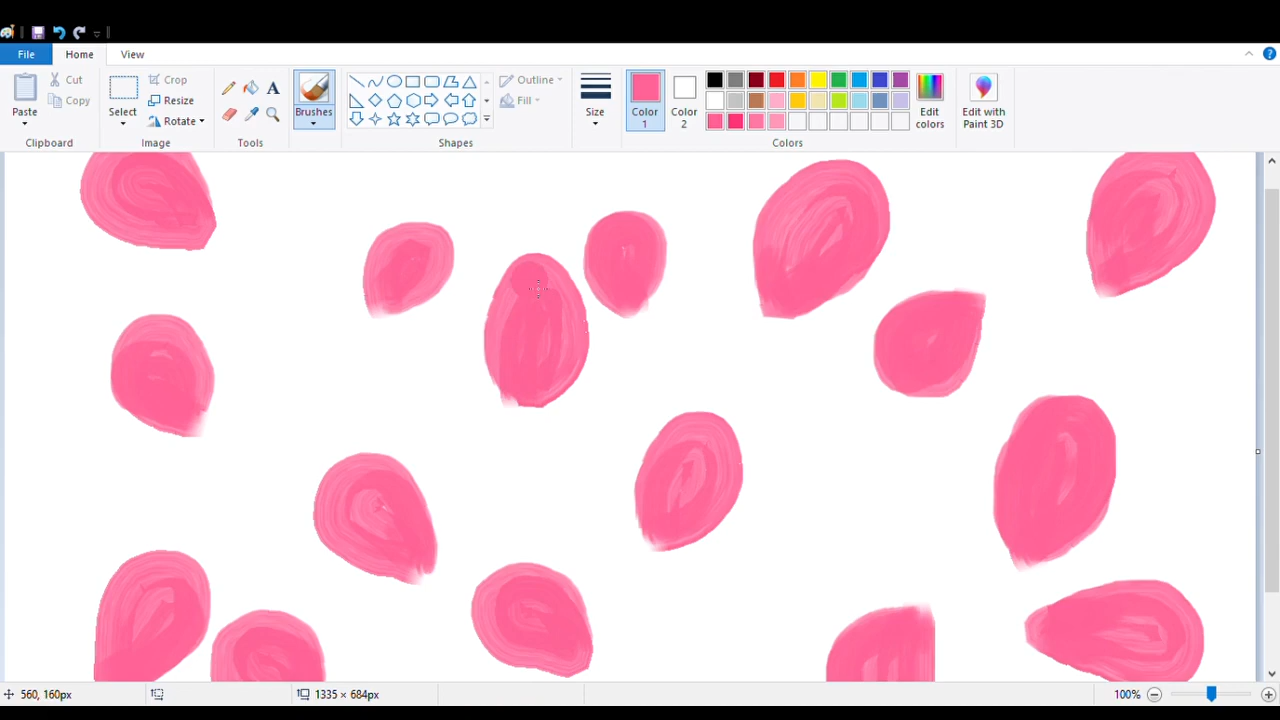 File Home View
Paste Cut Copy Clipboard
Select Crop Resize Rotate Image
A Tools
Brushes
Outline Fill Shapes
Size
Color 1 Color 2 Edit colors Colors
Edit with Paint 3D
560, 160px 1335 × 684px 100%